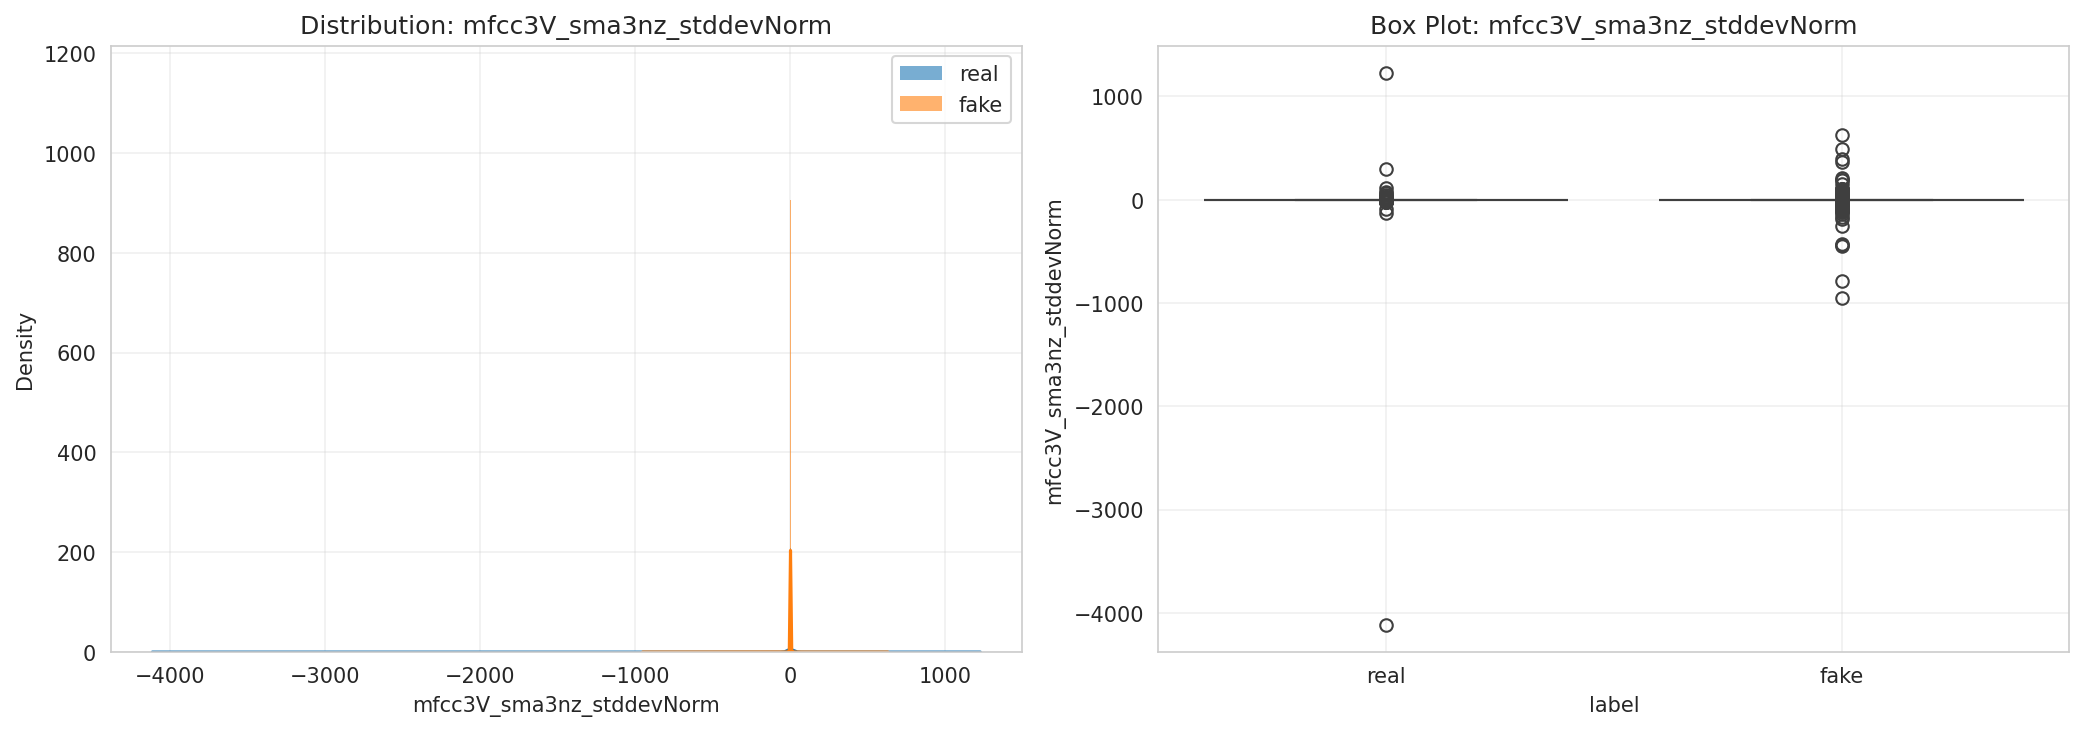 Distribution: mfcc3V_sma3nz_stddevNorm
1200
1000
800
600
400
200
0
Density
real
fake
−4000
−3000
−2000
−1000
0
1000
mfcc3V_sma3nz_stddevNorm
Box Plot: mfcc3V_sma3nz_stddevNorm
1000
0
−1000
−2000
−3000
−4000
mfcc3V_sma3nz_stddevNorm
real
fake
label